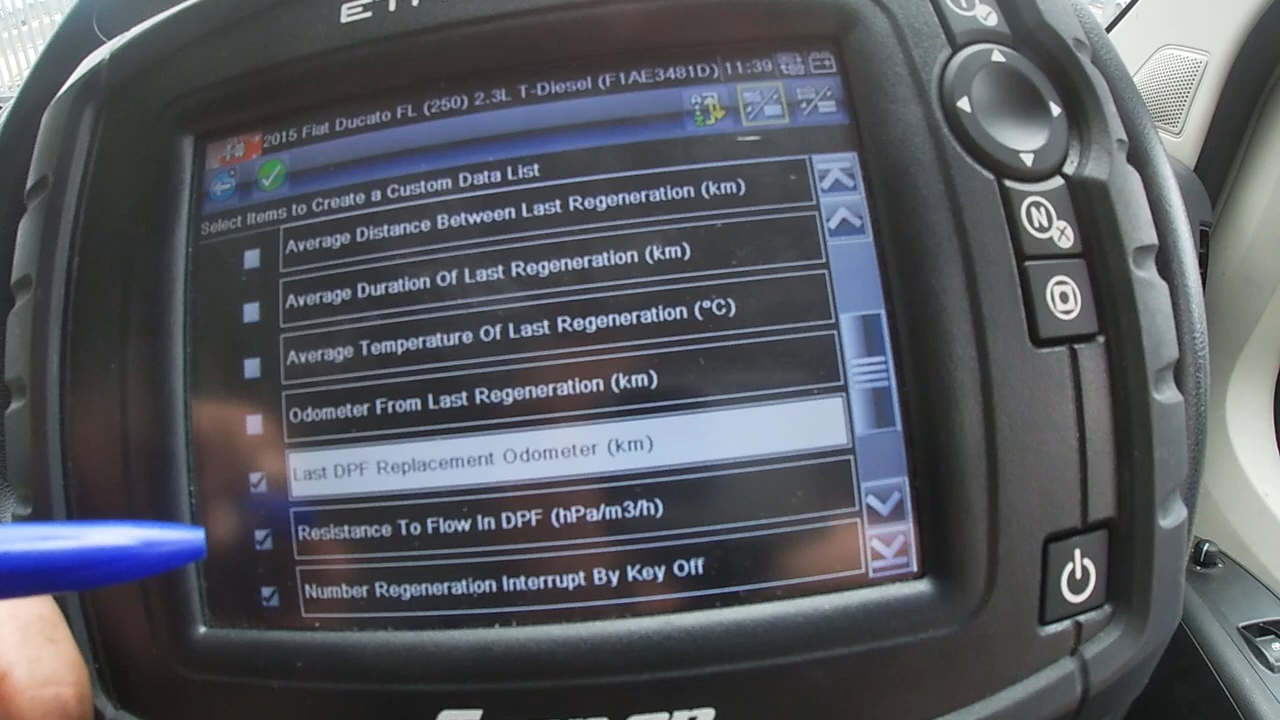 2015 Fiat Ducato FL (250) 2.3L T-Diesel (F1AE3481D) 11:39
Select Items to Create a Custom Data List
Average Distance Between Last Regeneration (km)
Average Duration Of Last Regeneration (km)
Average Temperature Of Last Regeneration (°C)
Odometer From Last Regeneration (km)
Last DPF Replacement Odometer (km)
Resistance To Flow In DPF (hPa/m3/h)
Number Regeneration Interrupt By Key Off
N